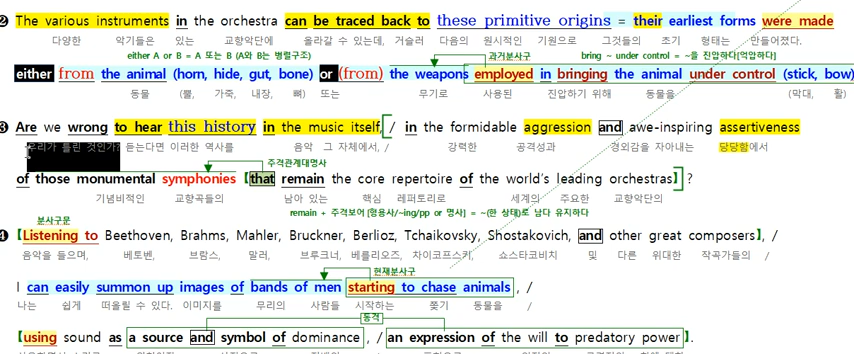 ❷ The various instruments in the orchestra can be traced back to these primitive origins = their earliest forms were made
다양한 악기들은 있는 교향악단에 올라갈 수 있는데, 거슬러 다음의 원시적인 기원으로 그것들의 초기 형태는 만들어졌다.
either A or B = A 또는 B (A와 B는 병렬구조) 과거분사구 bring ~ under control = ~을 진압하다[억압하다]
either from the animal (horn, hide, gut, bone) or (from) the weapons employed in bringing the animal under control (stick, bow)
동물 (뿔, 가죽, 내장, 뼈) 또는 무기로 사용된 진압하기 위해 동물을 (막대, 활)
❸ Are we wrong to hear this history in the music itself, / in the formidable aggression and awe-inspiring assertiveness
우리가 틀린 것인가? 듣는다면 이러한 역사를 음악 그 자체에서, / 강력한 공격성과 경외감을 자아내는 당당함에서
주격관계대명사
of those monumental symphonies 【that remain the core repertoire of the world's leading orchestras】?
기념비적인 교향곡들의 남아 있는 핵심 레퍼토리로 세계의 주요한 교향악단의
remain + 주격보어 [형용사/~ing/pp or 명사] = ~(한 상태)로 남다 유지하다
분사구문
❹ 【Listening to Beethoven, Brahms, Mahler, Bruckner, Berlioz, Tchaikovsky, Shostakovich, and other great composers】, /
음악을 들으며, 베토벤, 브람스, 말러, 브루크너, 베를리오즈, 차이코프스키, 쇼스타코비치 및 다른 위대한 작곡가들의 /
현재분사구
I can easily summon up images of bands of men starting to chase animals, /
나는 쉽게 떠올릴 수 있다. 이미지를 무리의 사람들 시작하는 쫓기 동물을 /
동격
【using sound as a source and symbol of dominance, / an expression of the will to predatory power】.